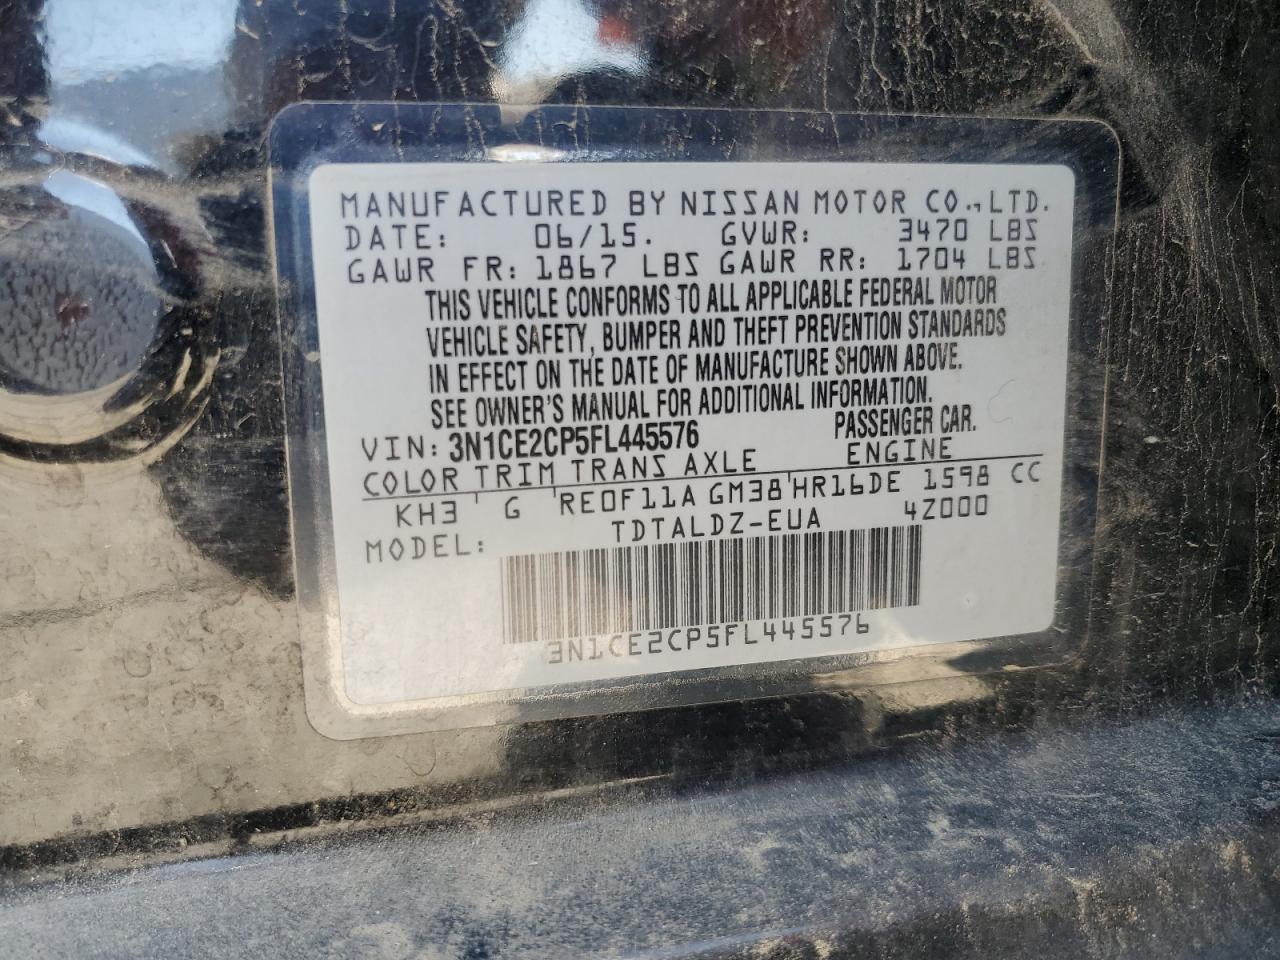 MANUFACTURED BY NISSAN MOTOR CO., LTD.
DATE: 06/15. GVWR: 3470 LBS
GAWR FR: 1867 LBS GAWR RR: 1704 LBS
THIS VEHICLE CONFORMS TO ALL APPLICABLE FEDERAL MOTOR
VEHICLE SAFETY, BUMPER AND THEFT PREVENTION STANDARDS
IN EFFECT ON THE DATE OF MANUFACTURE SHOWN ABOVE.
SEE OWNER'S MANUAL FOR ADDITIONAL INFORMATION.
VIN: 3N1CE2CP5FL445576 PASSENGER CAR.
COLOR TRIM TRANS AXLE ENGINE
KH3 G RE0F11A GM38 HR16DE 1598 CC
MODEL: TDTALDZ-EUA 4Z000
3N1CE2CP5FL445576